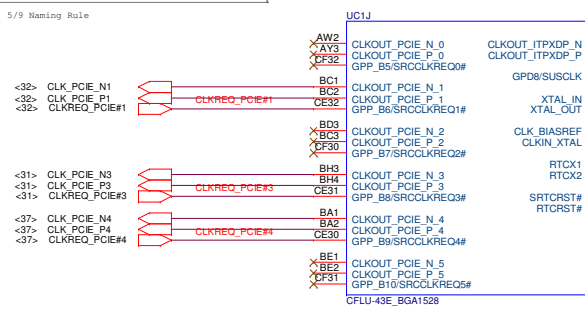 5/9 Naming Rule
UC1J
AW2 CLKOUT_PCIE_N_0 CLKOUT_ITPXDP_N
AY3 CLKOUT_PCIE_P_0 CLKOUT_ITPXDP_P
CF32 GPP_B5/SRCCLKREQ0#
GPD8/SUSCLK
<32> CLK_PCIE_N1 BC1 CLKOUT_PCIE_N_1
<32> CLK_PCIE_P1 BC2 CLKOUT_PCIE_P_1 XTAL_IN
<32> CLKREQ_PCIE#1 CLKREQ_PCIE#1 CE32 GPP_B6/SRCCLKREQ1# XTAL_OUT
BD3 CLKOUT_PCIE_N_2 CLK_BIASREF
BC3 CLKOUT_PCIE_P_2 CLKIN_XTAL
CF30 GPP_B7/SRCCLKREQ2#
RTCX1
<31> CLK_PCIE_N3 BH3 CLKOUT_PCIE_N_3 RTCX2
<31> CLK_PCIE_P3 BH4 CLKOUT_PCIE_P_3
<31> CLKREQ_PCIE#3 CLKREQ_PCIE#3 CE31 GPP_B8/SRCCLKREQ3# SRTCRST#
RTCRST#
<37> CLK_PCIE_N4 BA1 CLKOUT_PCIE_N_4
<37> CLK_PCIE_P4 BA2 CLKOUT_PCIE_P_4
<37> CLKREQ_PCIE#4 CLKREQ_PCIE#4 CE30 GPP_B9/SRCCLKREQ4#
BE1 CLKOUT_PCIE_N_5
BE2 CLKOUT_PCIE_P_5
CF31 GPP_B10/SRCCLKREQ5#
CFLU-43E_BGA1528